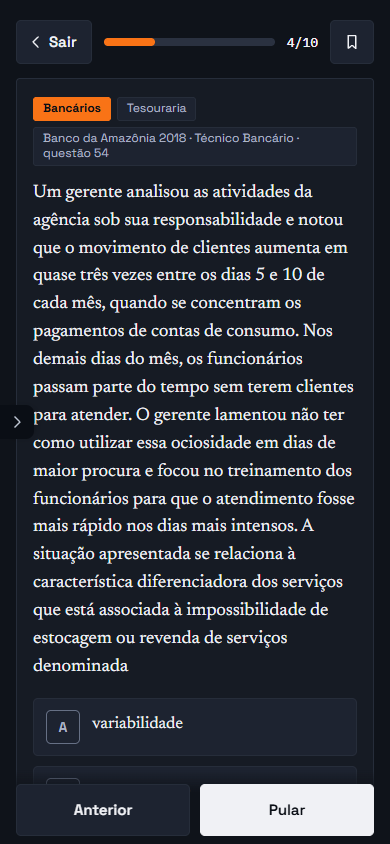 Sair
4/10
Bancários
Tesouraria
Banco da Amazônia 2018 · Técnico Bancário ·
questão 54
Um gerente analisou as atividades da
agência sob sua responsabilidade e notou
que o movimento de clientes aumenta em
quase três vezes entre os dias 5 e 10 de
cada mês, quando se concentram os
pagamentos de contas de consumo. Nos
demais dias do mês, os funcionários
passam parte do tempo sem terem clientes
para atender. O gerente lamentou não ter
como utilizar essa ociosidade em dias de
maior procura e focou no treinamento dos
funcionários para que o atendimento fosse
mais rápido nos dias mais intensos. A
situação apresentada se relaciona à
característica diferenciadora dos serviços
que está associada à impossibilidade de
estocagem ou revenda de serviços
denominada
A
variabilidade
Anterior
Pular